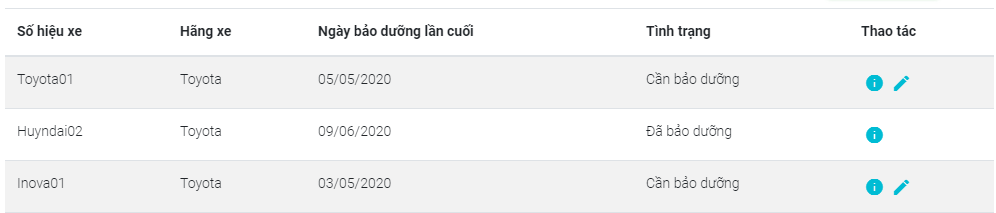 Số hiệu xe Hãng xe Ngày bảo dưỡng lần cuối Tình trạng Thao tác
Toyota01 Toyota 05/05/2020 Cần bảo dưỡng
Huyndai02 Toyota 09/06/2020 Đã bảo dưỡng
Inova01 Toyota 03/05/2020 Cần bảo dưỡng